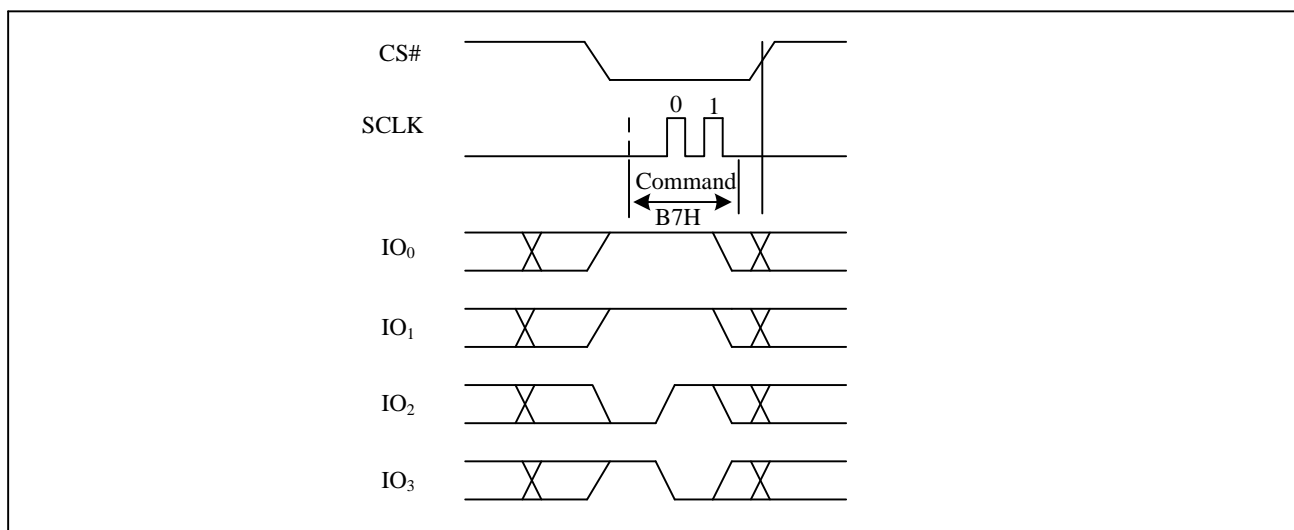 CS#
0 1
SCLK
Command
B7H
IO₀
IO₁
IO₂
IO₃